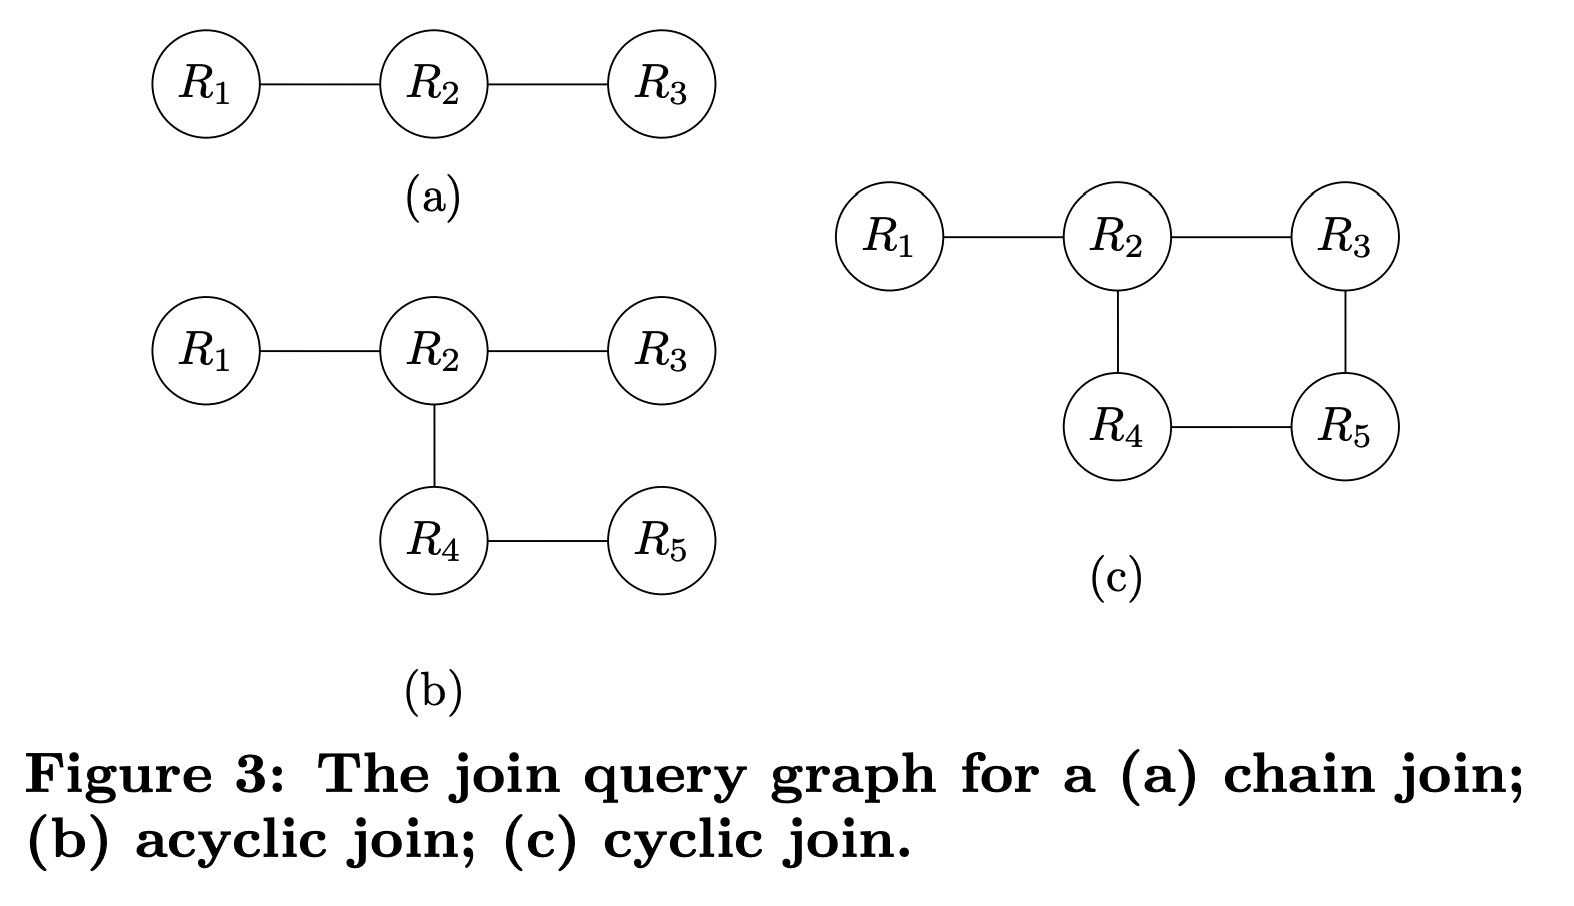 R₁ R₂ R₃
(a)
R₁ R₂ R₃
R₄ R₅
(b)
R₁ R₂ R₃
R₄ R₅
(c)
Figure 3: The join query graph for a (a) chain join;
(b) acyclic join; (c) cyclic join.